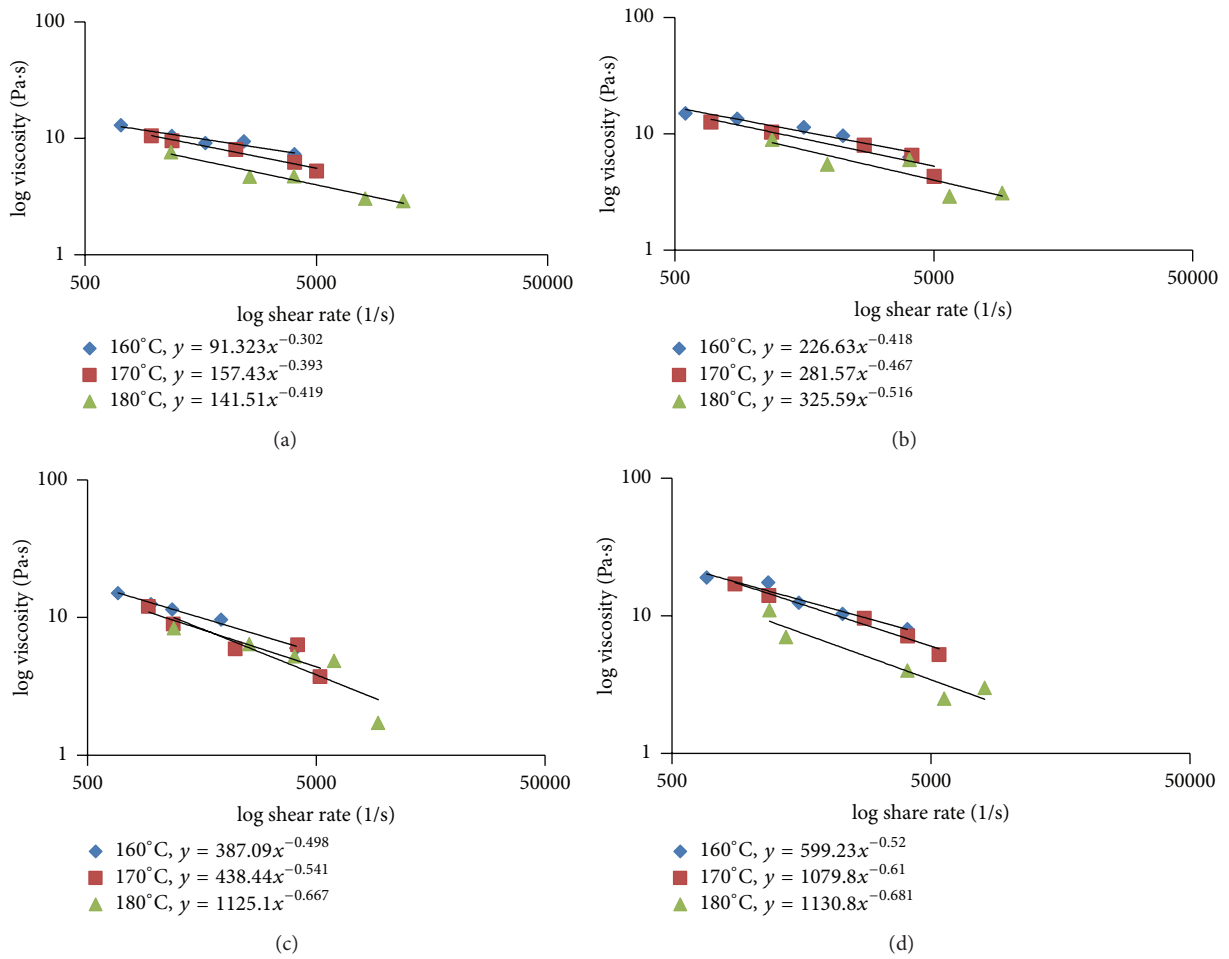 100
10
1
log viscosity (Pa·s)
500
5000
50000
log shear rate (1/s)
160°C, y = 91.323x^−0.302
170°C, y = 157.43x^−0.393
180°C, y = 141.51x^−0.419
(a)
100
10
1
log viscosity (Pa·s)
500
5000
50000
log shear rate (1/s)
160°C, y = 226.63x^−0.418
170°C, y = 281.57x^−0.467
180°C, y = 325.59x^−0.516
(b)
100
10
1
log viscosity (Pa·s)
500
5000
50000
log shear rate (1/s)
160°C, y = 387.09x^−0.498
170°C, y = 438.44x^−0.541
180°C, y = 1125.1x^−0.667
(c)
100
10
1
log viscosity (Pa·s)
500
5000
50000
log share rate (1/s)
160°C, y = 599.23x^−0.52
170°C, y = 1079.8x^−0.61
180°C, y = 1130.8x^−0.681
(d)